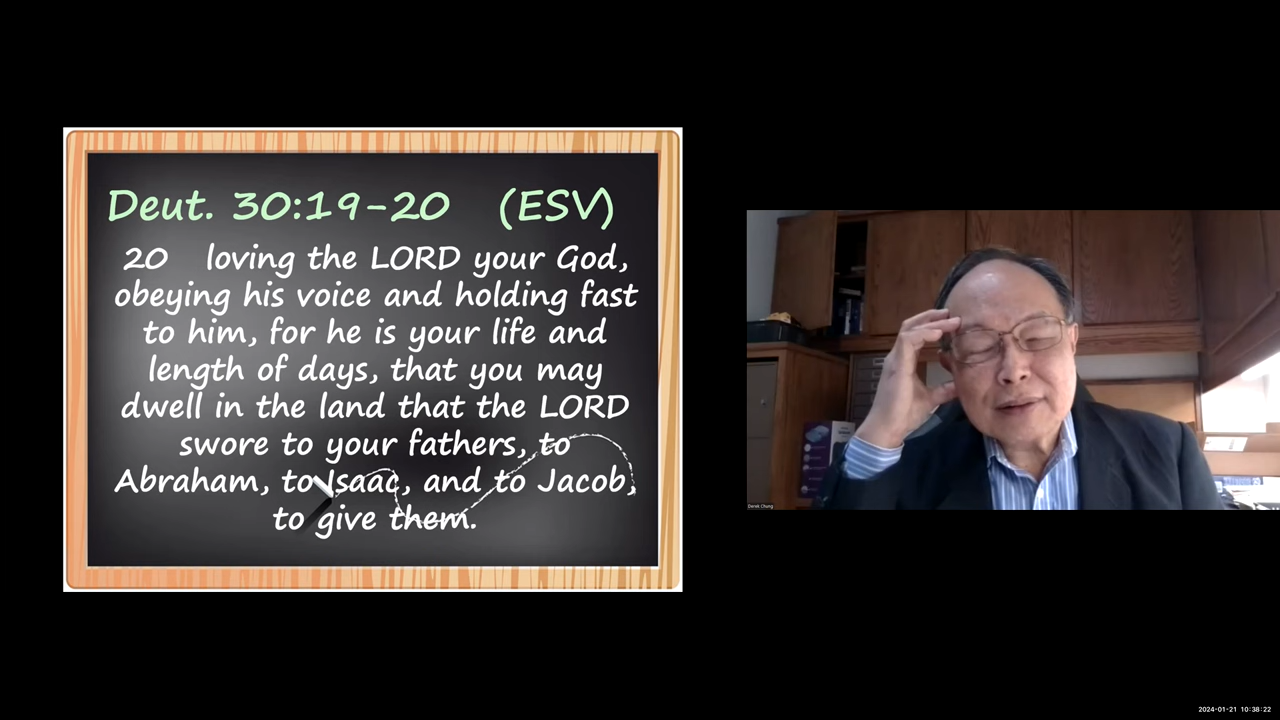 Deut. 30:19-20 (ESV)
20 loving the LORD your God,
obeying his voice and holding fast
to him, for he is your life and
length of days, that you may
dwell in the land that the LORD
swore to your fathers, to
Abraham, to Isaac, and to Jacob,
to give them.
Derek Chung
2024-01-21 10:38:22